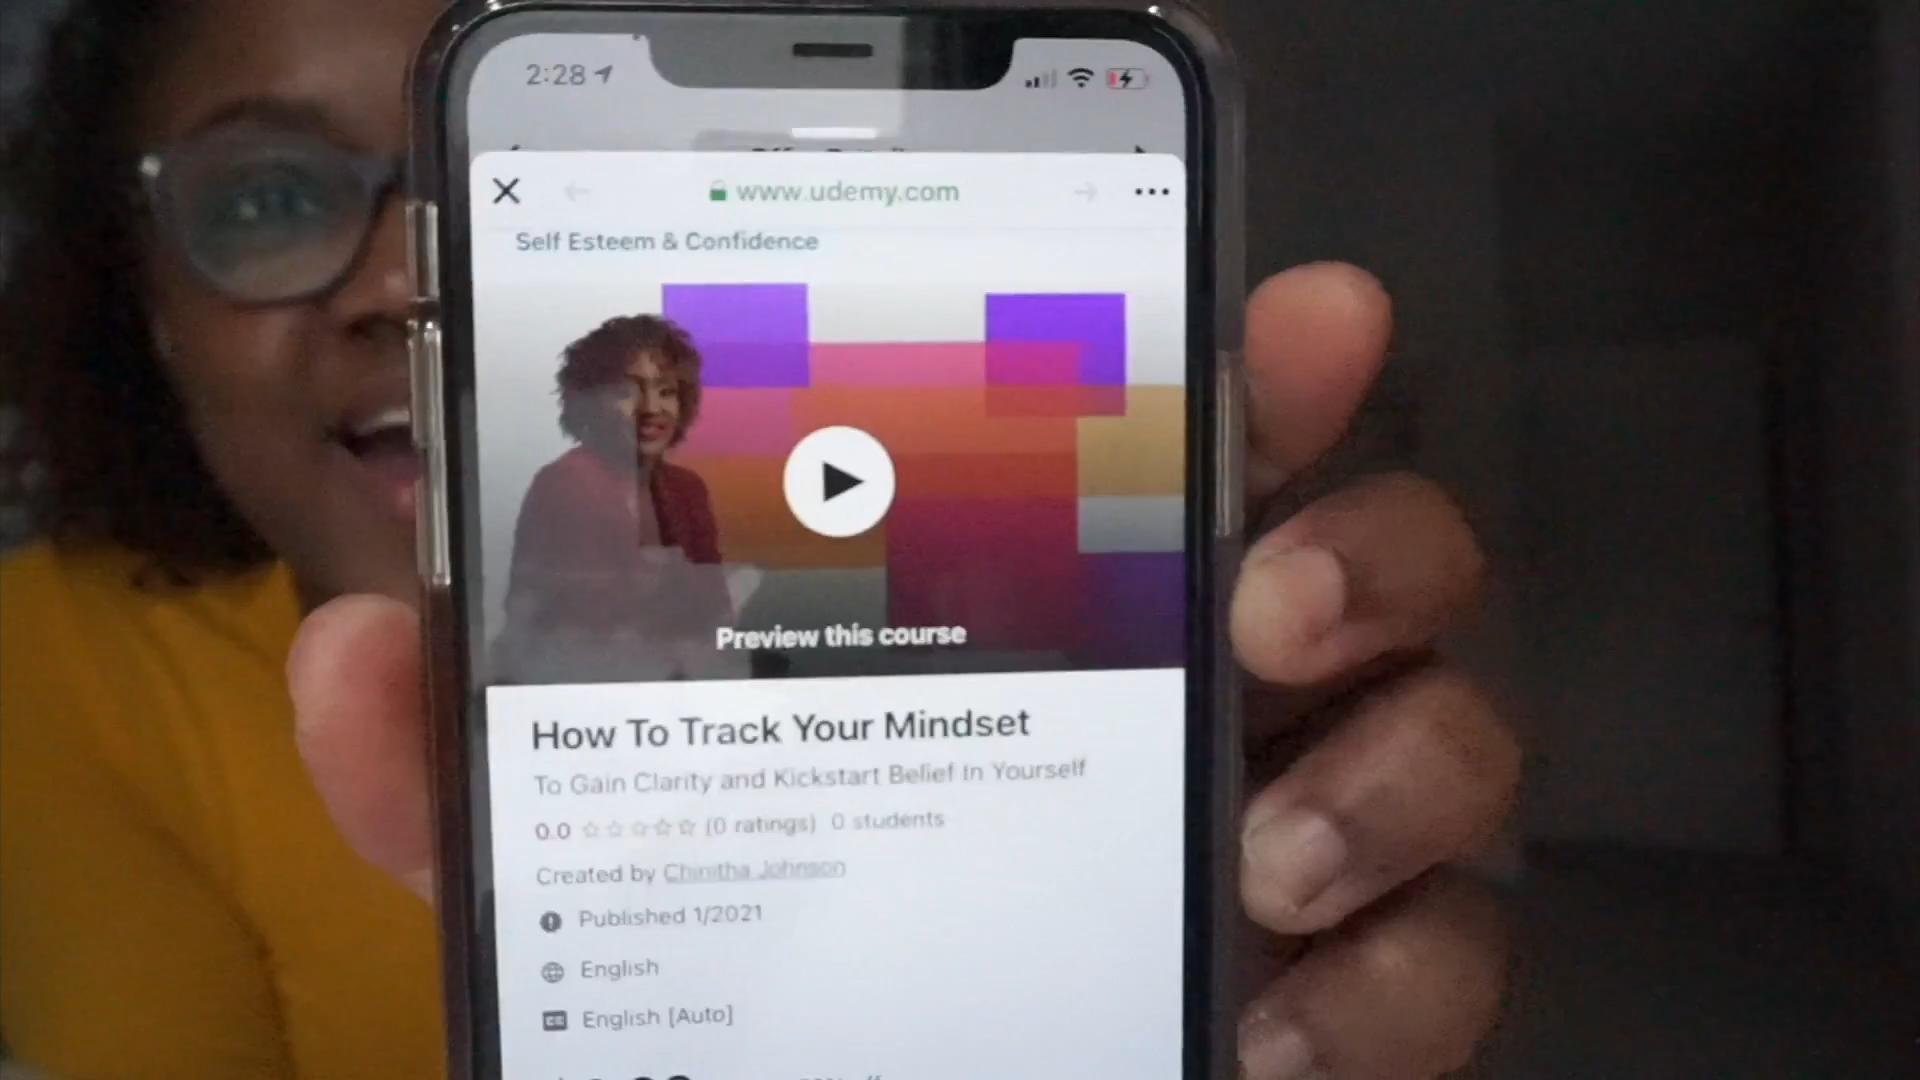 2:28
www.udemy.com
Self Esteem & Confidence
Preview this course
How To Track Your Mindset
To Gain Clarity and Kickstart Belief In Yourself
0.0 (0 ratings) 0 students
Created by Chinitha Johnson
Published 1/2021
English
CC English [Auto]